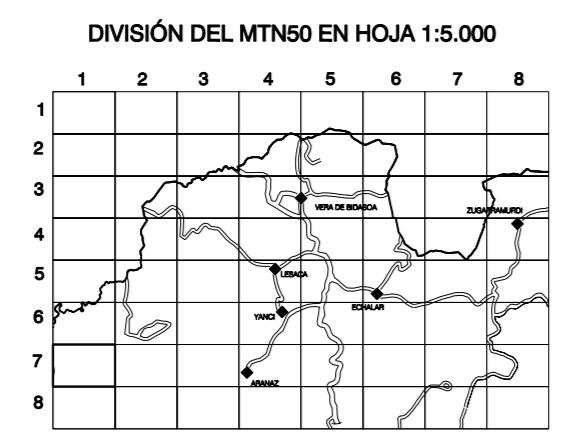 DIVISIÓN DEL MTN50 EN HOJA 1:5.000
1 2 3 4 5 6 7 8
1
2
3
VERA DE BIDASOA
ZUGARRAMURDI
4
5
LESACA
ECHALAR
6
YANCI
7
ARANAZ
8